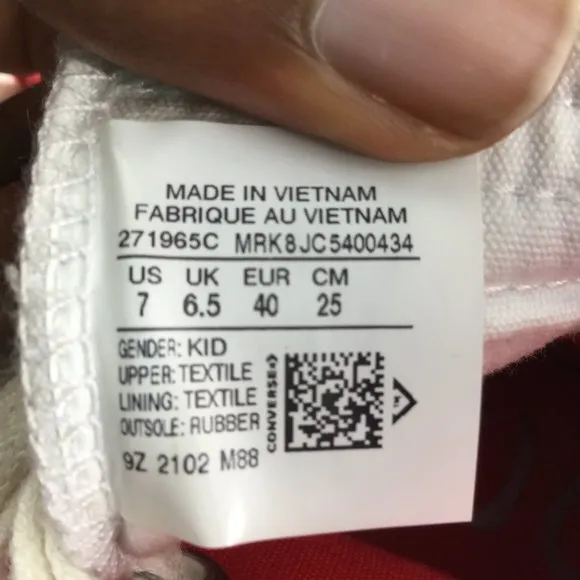 MADE IN VIETNAM
FABRIQUE AU VIETNAM
271965C MRK8JC5400434
US UK EUR CM
7 6.5 40 25
GENDER: KID
UPPER: TEXTILE
LINING: TEXTILE
OUTSOLE: RUBBER
CONVERSE
9Z 2102 M88